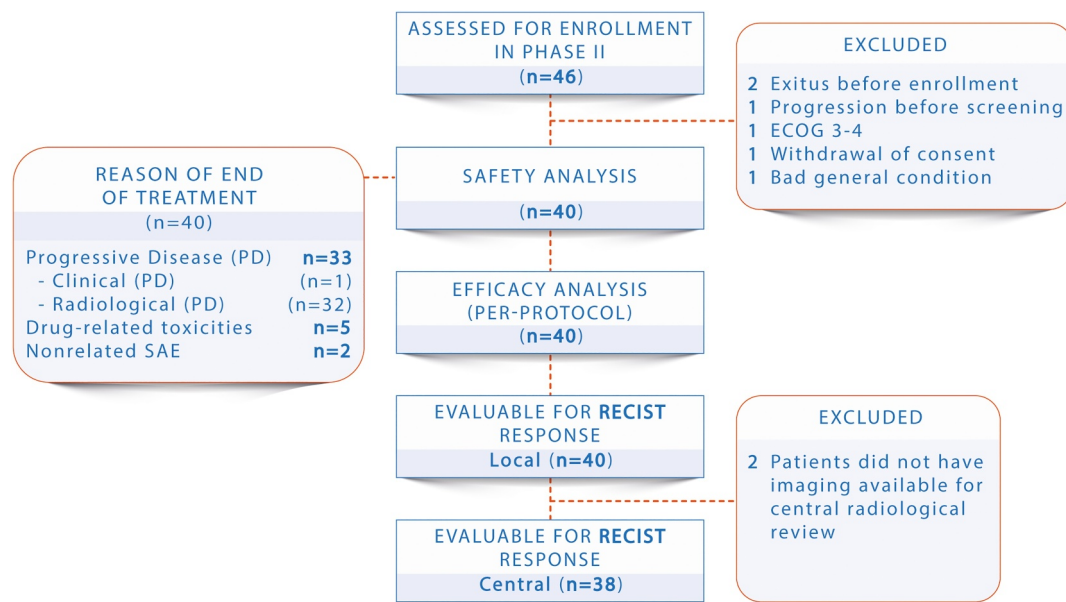 ASSESSED FOR ENROLLMENT
IN PHASE II
(n=46)
EXCLUDED
2 Exitus before enrollment
1 Progression before screening
1 ECOG 3-4
1 Withdrawal of consent
1 Bad general condition
REASON OF END
OF TREATMENT
(n=40)
Progressive Disease (PD) n=33
- Clinical (PD) (n=1)
- Radiological (PD) (n=32)
Drug-related toxicities n=5
Nonrelated SAE n=2
SAFETY ANALYSIS
(n=40)
EFFICACY ANALYSIS
(PER-PROTOCOL)
(n=40)
EVALUABLE FOR RECIST
RESPONSE
Local (n=40)
EXCLUDED
2 Patients did not have
imaging available for
central radiological
review
EVALUABLE FOR RECIST
RESPONSE
Central (n=38)